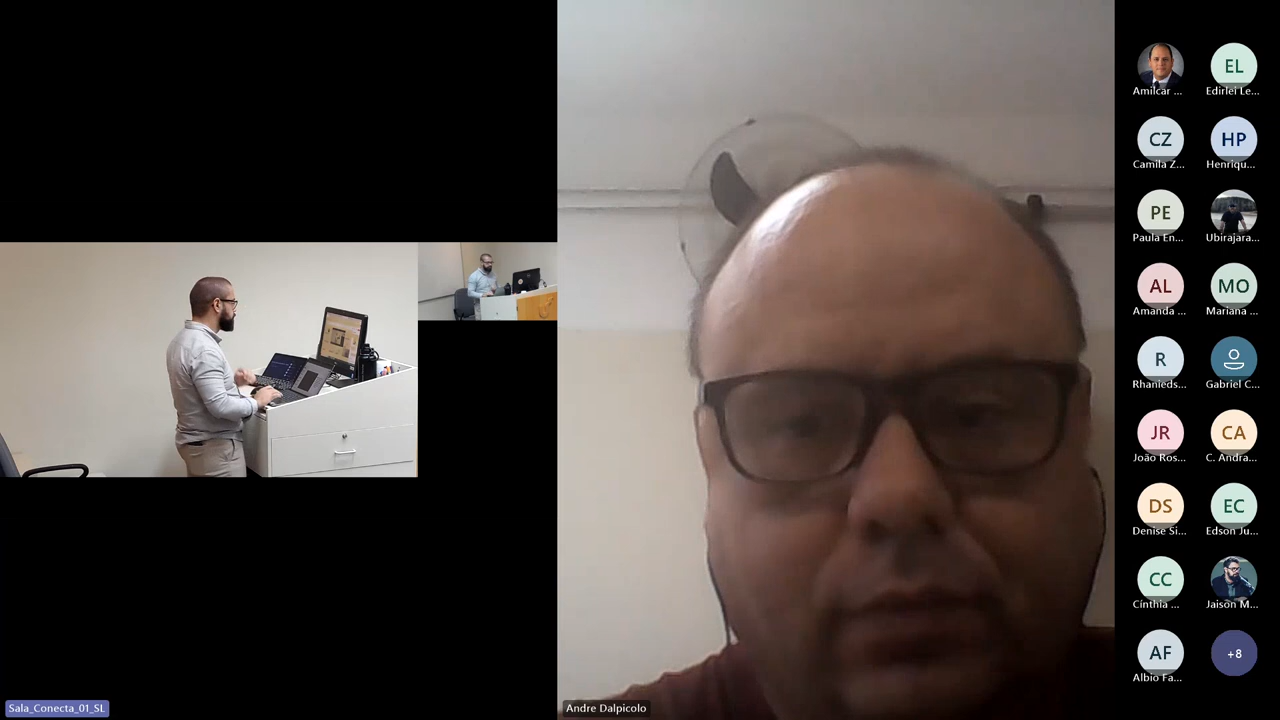 Sala_Conecta_01_SL
Andre Dalpicolo
Amilcar ...
EL
Edirlei Le...
CZ
Camila Z...
HP
Henriqu...
PE
Paula En...
Ubirajara...
AL
Amanda ...
MO
Mariana ...
R
Rhanieds...
Gabriel C...
JR
João Ros...
CA
C. Andra...
DS
Denise Si...
EC
Edson Ju...
CC
Cínthia ...
Jaison M...
AF
Albio Fa...
+8